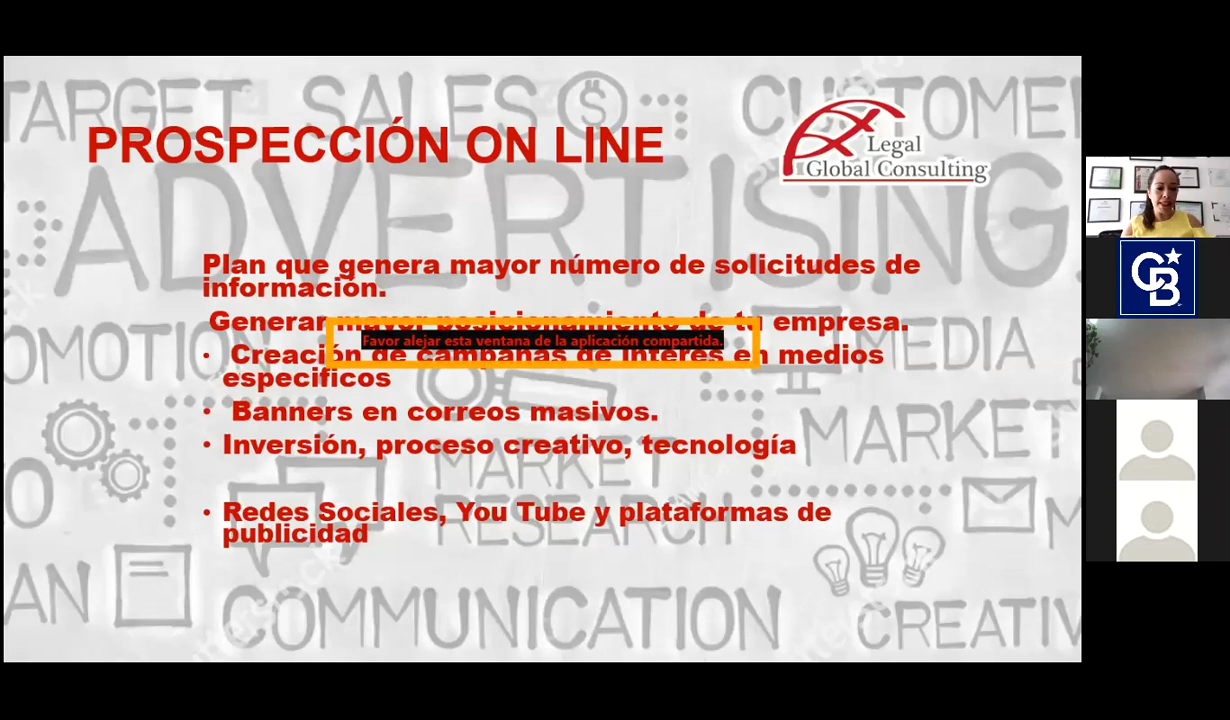 TARGET SALES
CUSTOME
PROSPECCIÓN ON LINE
Legal
Global Consulting
ADVERTISING
Plan que genera mayor número de solicitudes de
información.
Generar mayor posicionamiento de tu empresa.
Favor alejar esta ventana de la aplicación compartida.
• Creación de campañas de interés en medios
especificos
OMOTION
MEDIA
• Banners en correos masivos.
• Inversión, proceso creativo, tecnología
MARKET
MARKET
RESEARCH
• Redes Sociales, You Tube y plataformas de
publicidad
AN
COMMUNICATION
CREATIV
GB